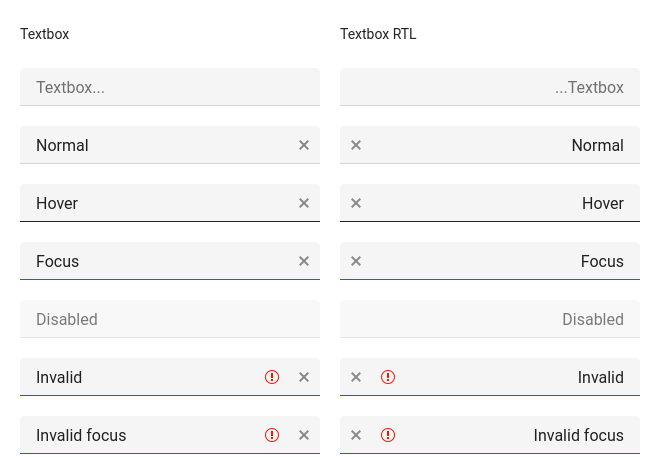 Textbox
Textbox RTL
Textbox...
...Textbox
Normal
Normal
Hover
Hover
Focus
Focus
Disabled
Disabled
Invalid
Invalid
Invalid focus
Invalid focus